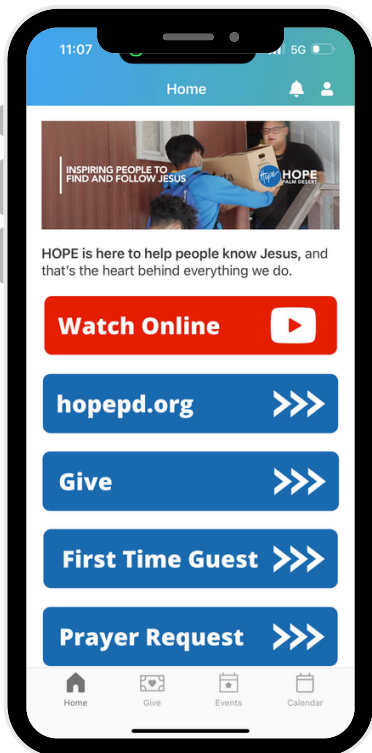 11:07
5G
Home
INSPIRING PEOPLE TO
FIND AND FOLLOW JESUS
Hope
HOPE
PALM DESERT
HOPE is here to help people know Jesus, and
that's the heart behind everything we do.
Watch Online
hopepd.org
Give
First Time Guest
Prayer Request
Home
Give
Events
Calendar